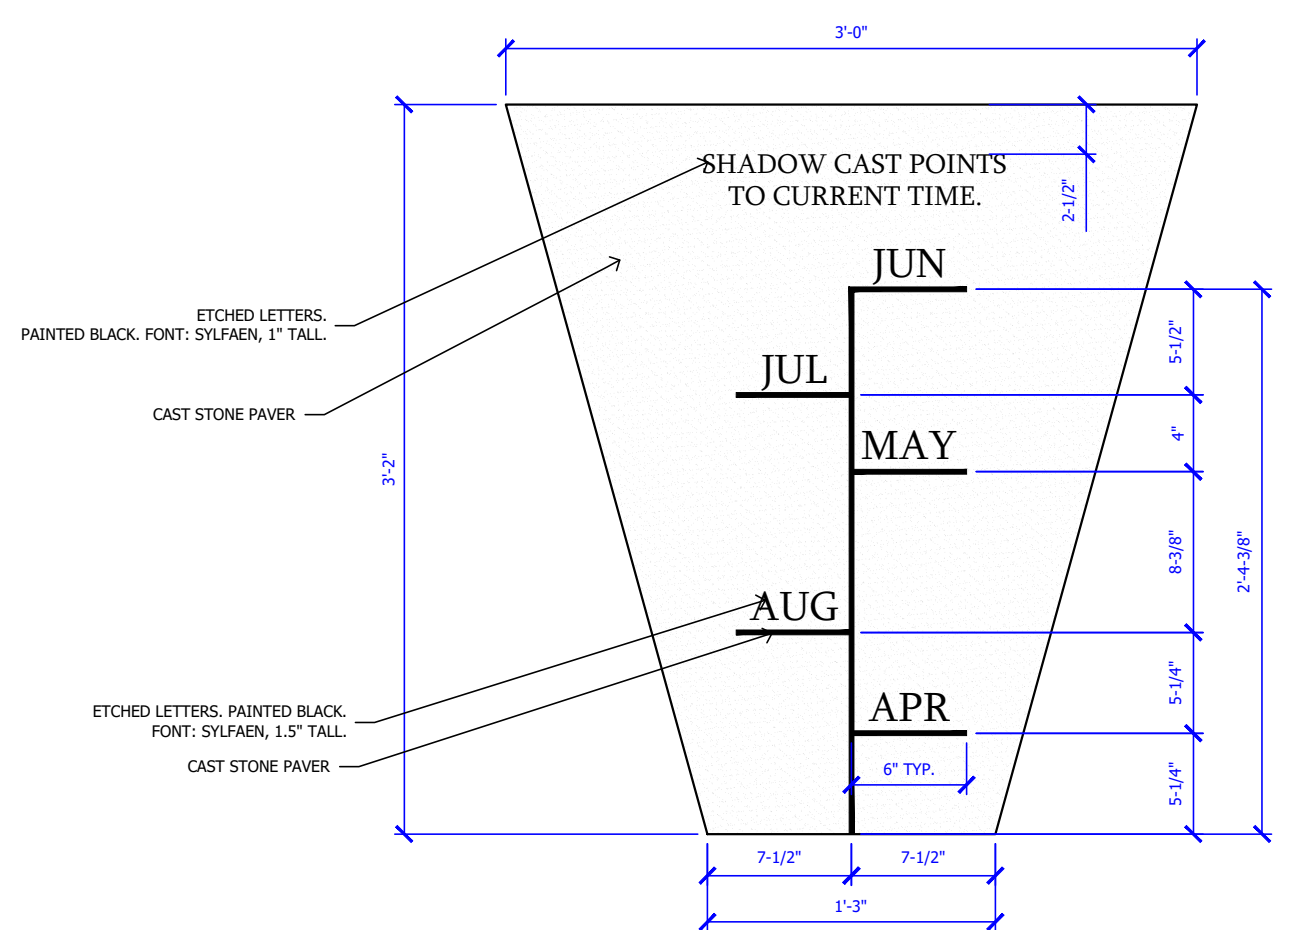 3'-0"
SHADOW CAST POINTS
TO CURRENT TIME.
2-1/2"
JUN
ETCHED LETTERS.
PAINTED BLACK. FONT: SYLFAEN, 1" TALL.
5-1/2"
JUL
CAST STONE PAVER
4"
MAY
3'-2"
8-3/8"
2'-4-3/8"
AUG
5-1/4"
ETCHED LETTERS. PAINTED BLACK.
FONT: SYLFAEN, 1.5" TALL.
APR
CAST STONE PAVER
6" TYP.
5-1/4"
7-1/2"
7-1/2"
1'-3"